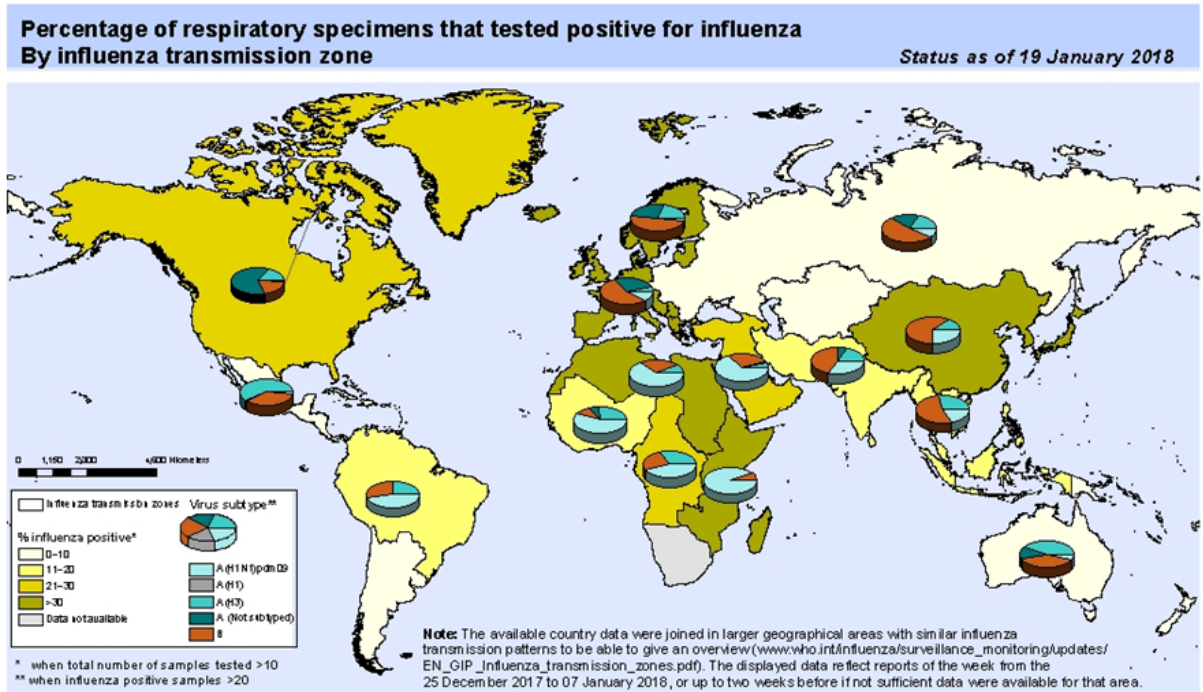 Percentage of respiratory specimens that tested positive for influenza
By influenza transmission zone
Status as of 19 January 2018
0 1,150 2,300 4,600 Kilometers
Influenza transmission zones
Virus subtype**
% influenza positive*
0-10
11-20
21-30
>30
Data not available
A(H1N1)pdm09
A(H1)
A(H3)
A (Not subtyped)
B
* when total number of samples tested >10
** when influenza positive samples >20
Note: The available country data were joined in larger geographical areas with similar influenza
transmission patterns to be able to give an overview (www.who.int/influenza/surveillance_monitoring/updates/
EN_GIP_Influenza_transmission_zones.pdf). The displayed data reflect reports of the week from the
25 December 2017 to 07 January 2018, or up to two weeks before if not sufficient data were available for that area.